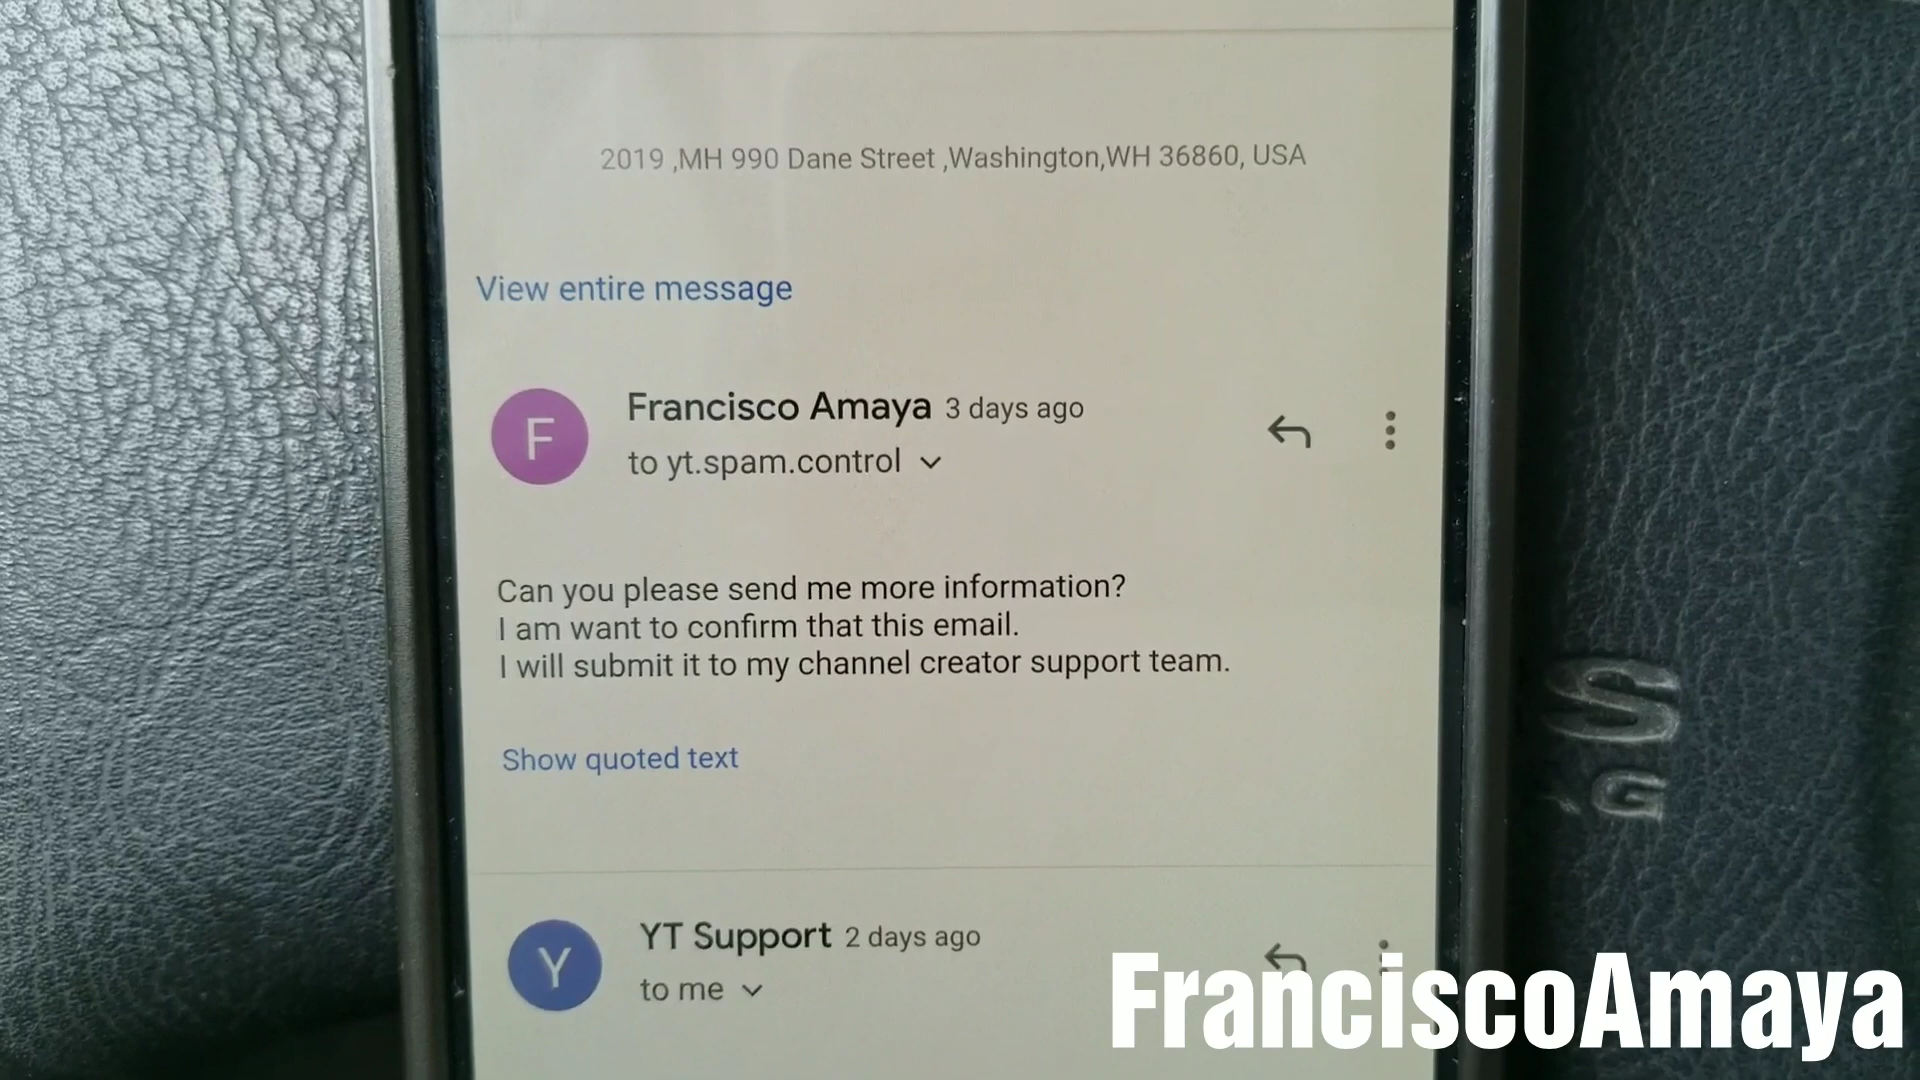 2019 ,MH 990 Dane Street ,Washington,WH 36860, USA
View entire message
F
Francisco Amaya 3 days ago
to yt.spam.control
Can you please send me more information?
I am want to confirm that this email.
I will submit it to my channel creator support team.
Show quoted text
Y
YT Support 2 days ago
to me
S
G
FranciscoAmaya